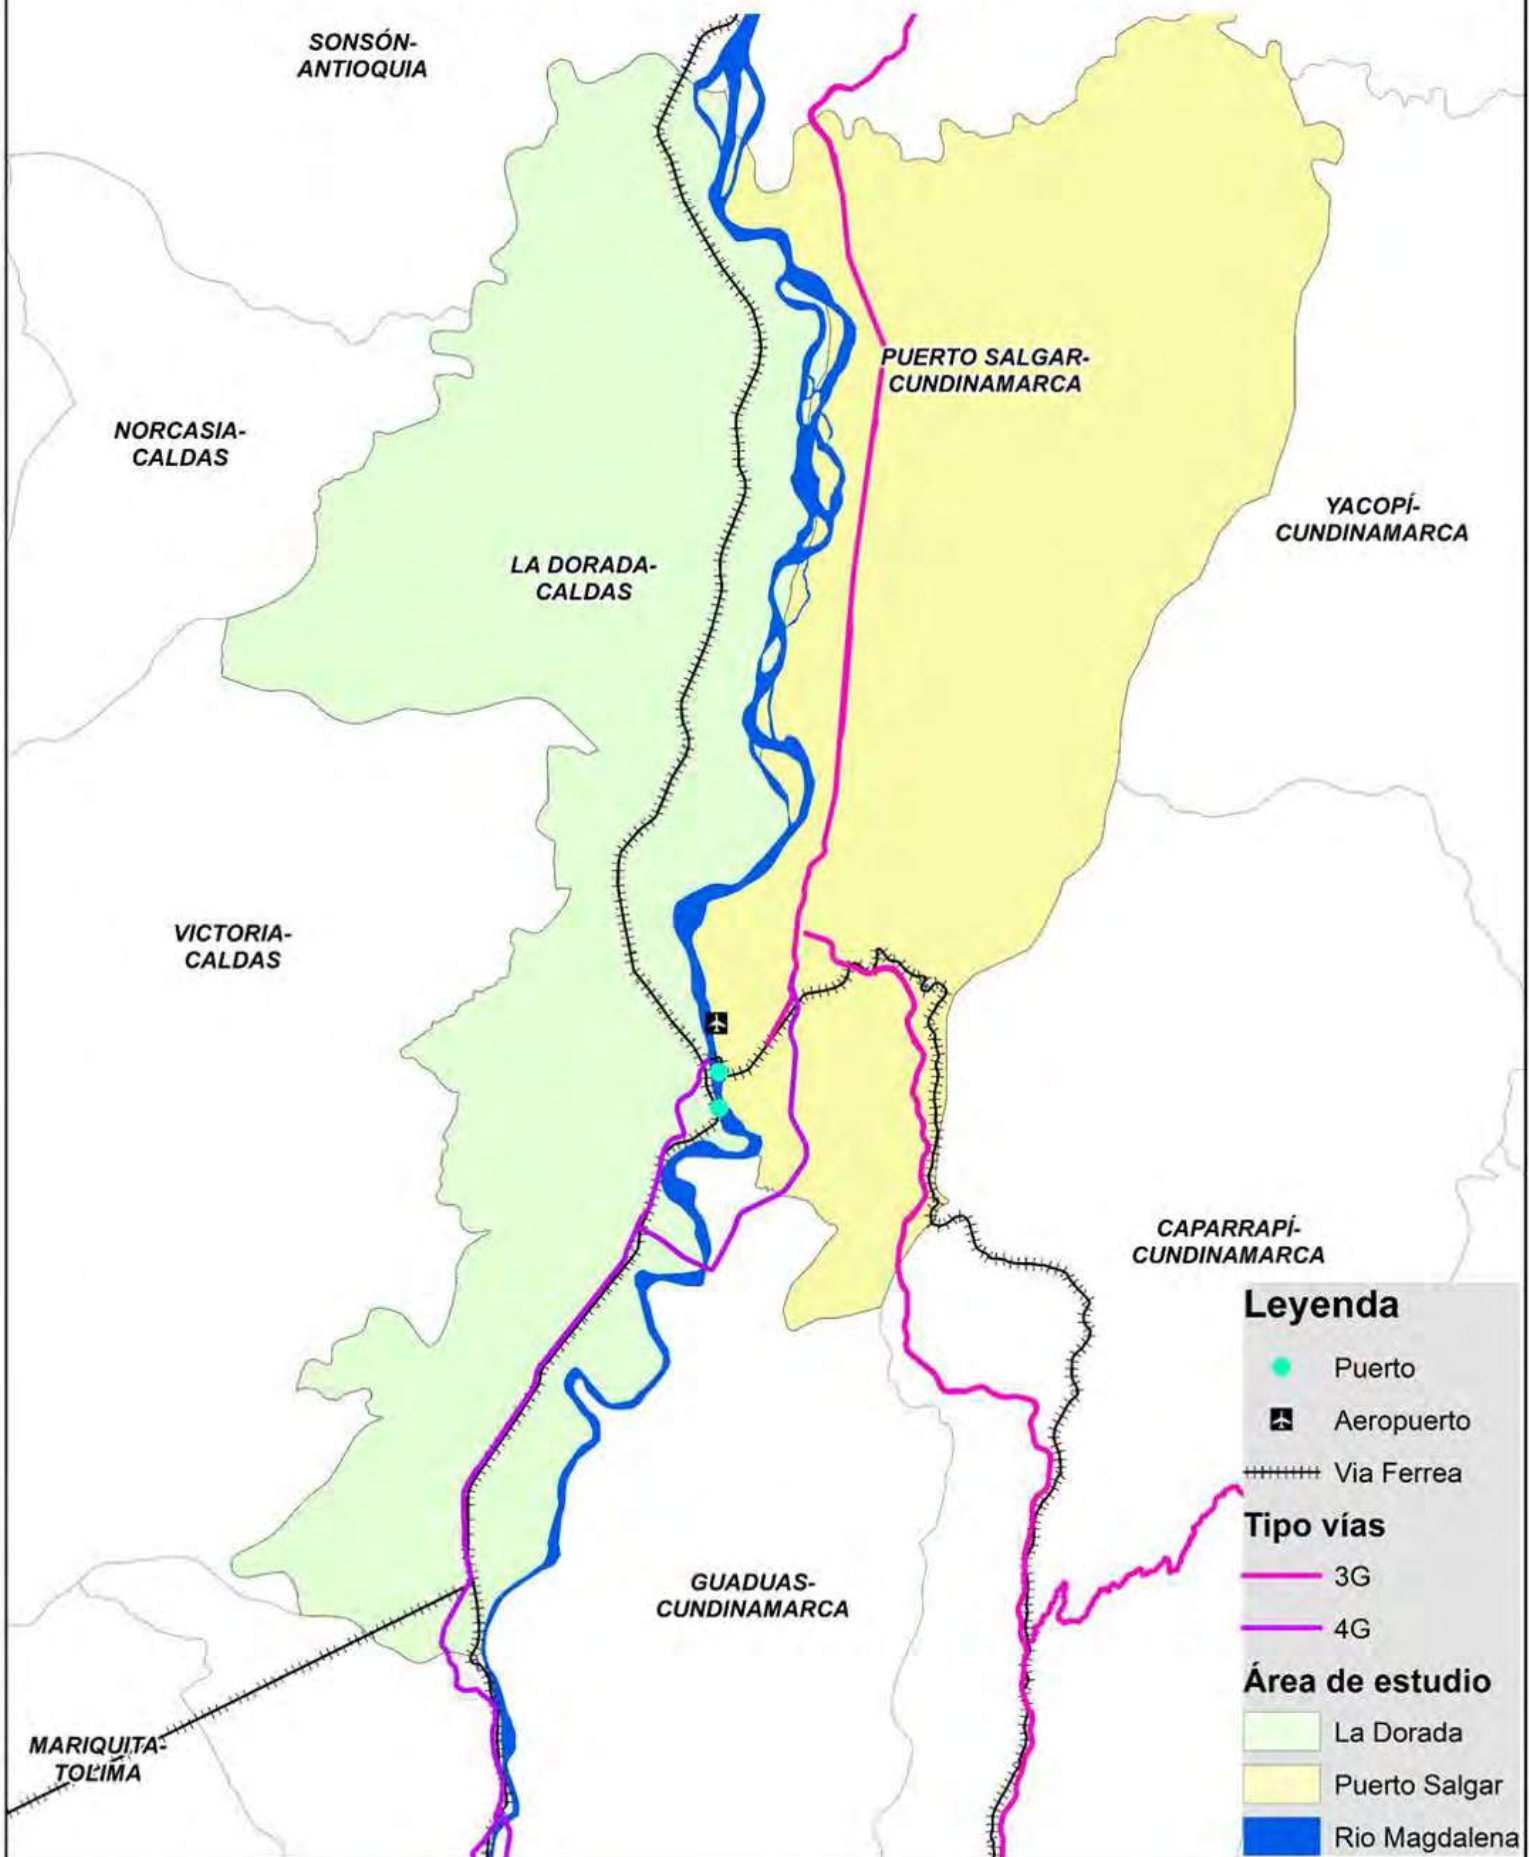 SONSÓN-
ANTIOQUIA
PUERTO SALGAR-
CUNDINAMARCA
NORCASIA-
CALDAS
YACOPÍ-
CUNDINAMARCA
LA DORADA-
CALDAS
VICTORIA-
CALDAS
CAPARRAPÍ-
CUNDINAMARCA
GUADUAS-
CUNDINAMARCA
MARIQUITA-
TOLIMA
Leyenda
Puerto
Aeropuerto
Via Ferrea
Tipo vías
3G
4G
Área de estudio
La Dorada
Puerto Salgar
Rio Magdalena